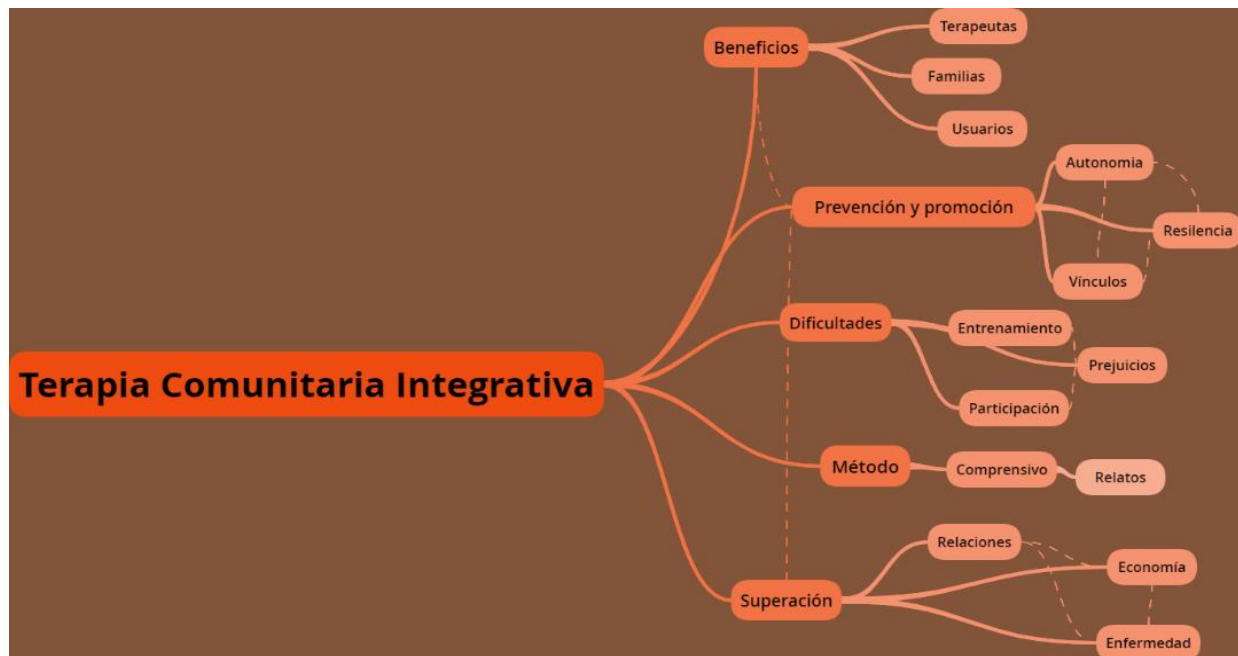 Terapia Comunitaria Integrativa
Beneficios
Terapeutas
Familias
Usuarios
Prevención y promoción
Autonomia
Resilencia
Vínculos
Dificultades
Entrenamiento
Prejuicios
Participación
Método
Comprensivo
Relatos
Superación
Relaciones
Economía
Enfermedad